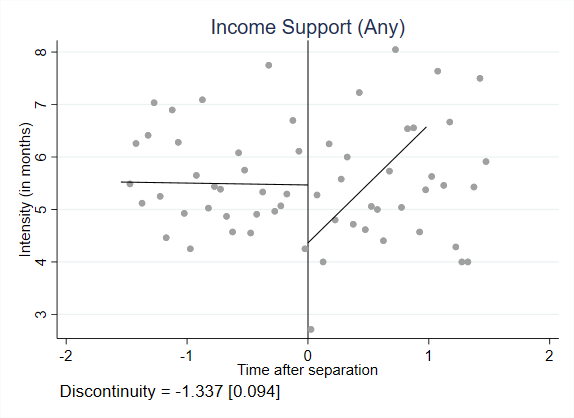 Income Support (Any)
Intensity (in months)
8
7
6
5
4
3
-2 -1 0 1 2
Time after separation
Discontinuity = -1.337 [0.094]